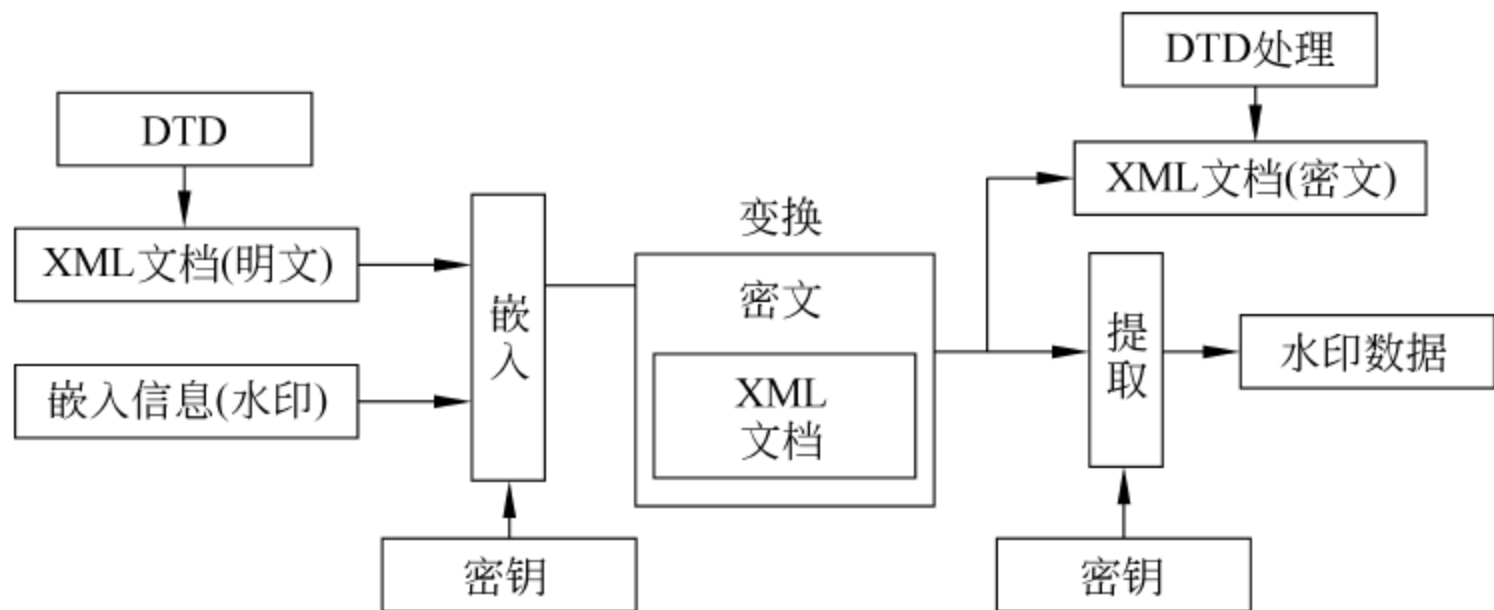 DTD
XML文档(明文)
嵌入信息(水印)
嵌入
密钥
变换
密文
XML
文档
DTD处理
XML文档(密文)
提取
密钥
水印数据